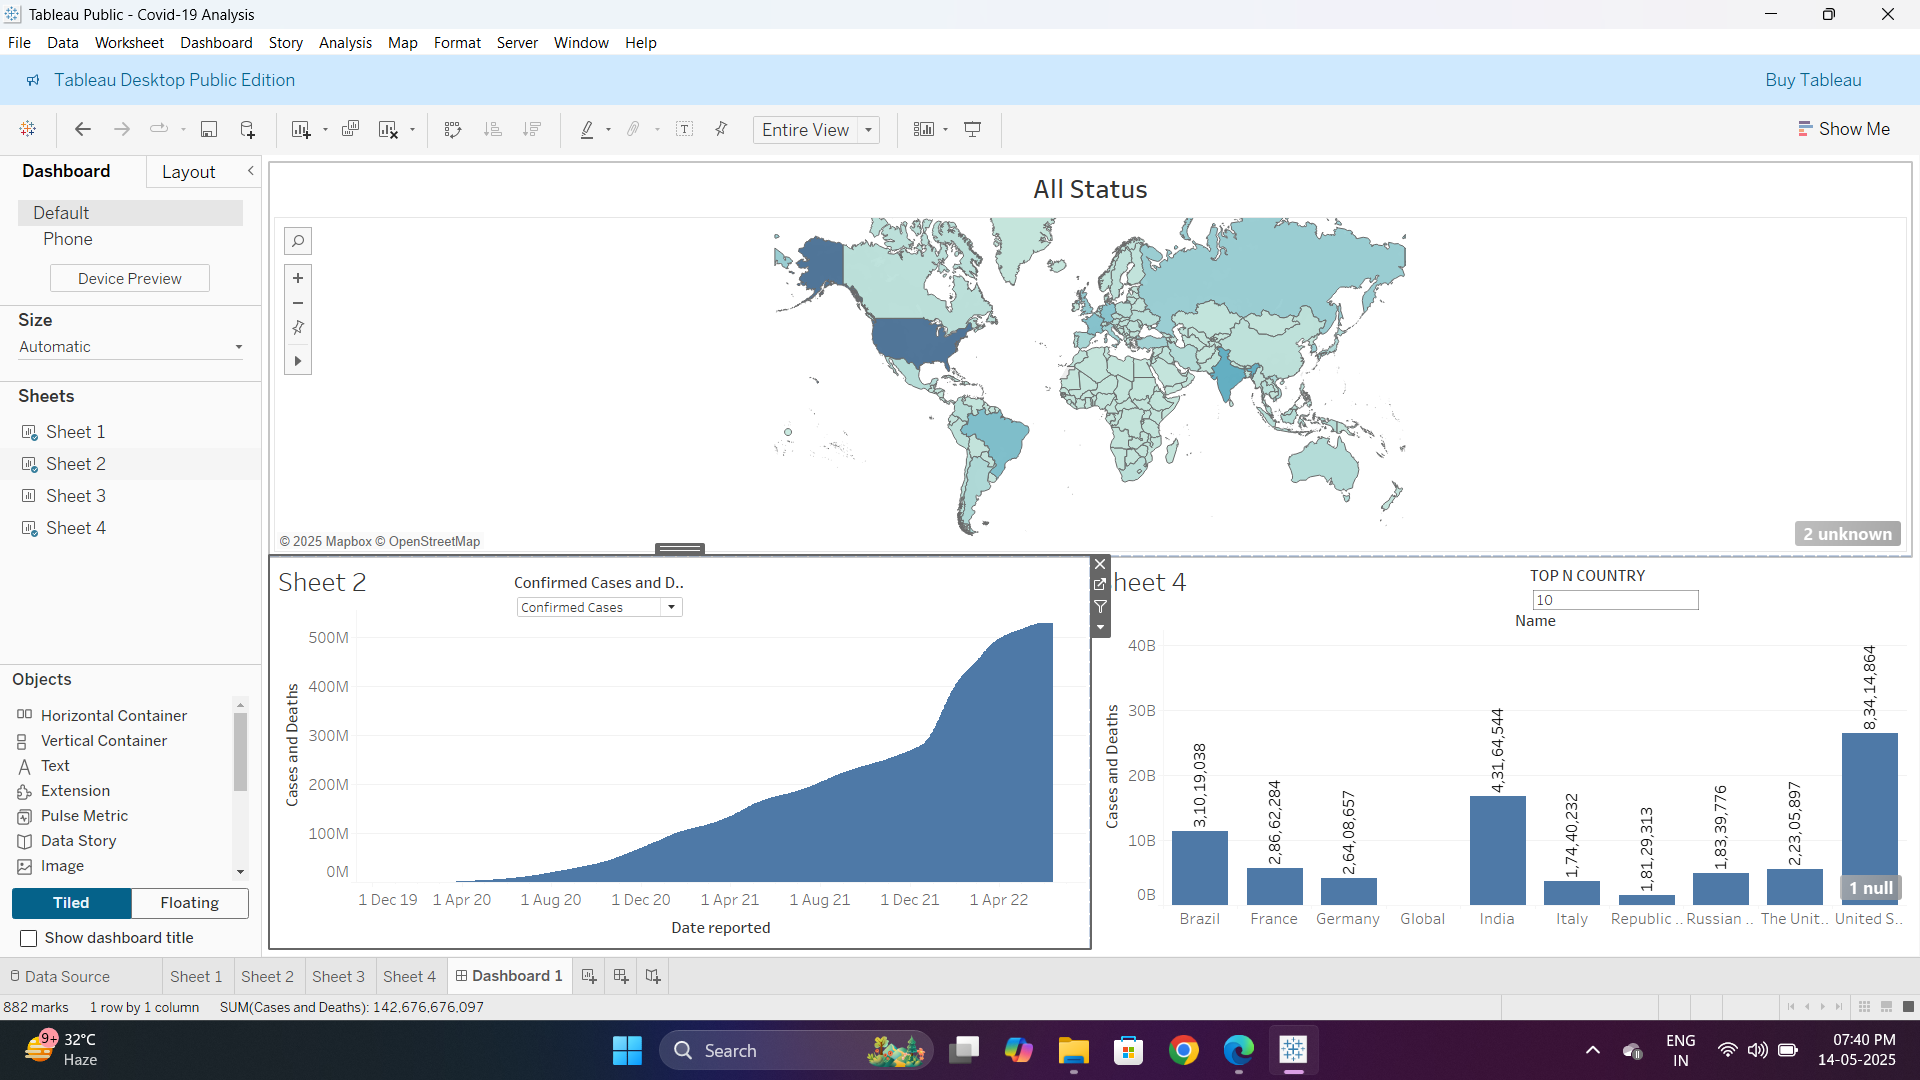 Tableau Public - Covid-19 Analysis
File Data Worksheet Dashboard Story Analysis Map Format Server Window Help
Tableau Desktop Public Edition
Buy Tableau
Entire View
Show Me
Dashboard
Layout
Default
Phone
Device Preview
Size
Automatic
Sheets
Sheet 1
Sheet 2
Sheet 3
Sheet 4
Objects
Horizontal Container
Vertical Container
Text
Extension
Pulse Metric
Data Story
Image
Tiled
Floating
Show dashboard title
All Status
© 2025 Mapbox © OpenStreetMap
2 unknown
Sheet 2
Confirmed Cases and D..
Confirmed Cases
Cases and Deaths
500M
400M
300M
200M
100M
0M
1 Dec 19 1 Apr 20 1 Aug 20 1 Dec 20 1 Apr 21 1 Aug 21 1 Dec 21 1 Apr 22
Date reported
heet 4
TOP N COUNTRY
10
Name
Cases and Deaths
40B
30B
20B
10B
0B
3,10,19,038
2,86,62,284
2,64,08,657
4,31,64,544
1,74,40,232
1,81,29,313
1,83,39,776
2,23,05,897
8,34,14,864
1 null
Brazil France Germany Global India Italy Republic .. Russian .. The Unit.. United S..
Data Source Sheet 1 Sheet 2 Sheet 3 Sheet 4 Dashboard 1
882 marks 1 row by 1 column SUM(Cases and Deaths): 142,676,676,097
9+
32°C
Haze
Search
ENG
IN
07:40 PM
14-05-2025